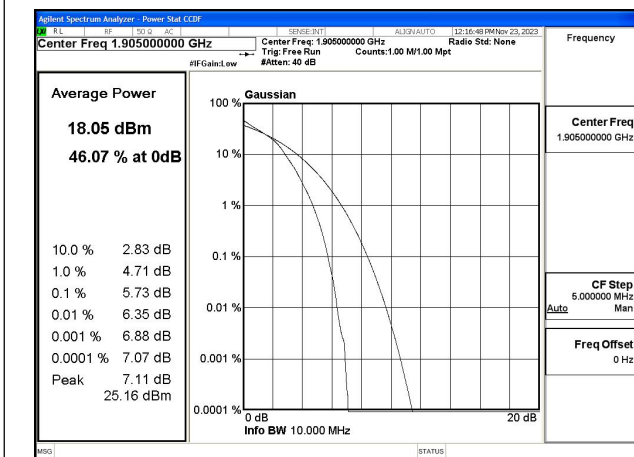 Agilent Spectrum Analyzer - Power Stat CCDF
LXI RL RF 50 Ω AC SENSE:INT ALIGN AUTO 12:16:48 PM Nov 23, 2023
Center Freq 1.905000000 GHz Center Freq: 1.905000000 GHz Radio Std: None
Trig: Free Run Counts:1.00 M/1.00 Mpt
#IFGain:Low #Atten: 40 dB
Frequency
Average Power
18.05 dBm
46.07 % at 0dB
10.0 % 2.83 dB
1.0 % 4.71 dB
0.1 % 5.73 dB
0.01 % 6.35 dB
0.001 % 6.88 dB
0.0001 % 7.07 dB
Peak 7.11 dB
25.16 dBm
Gaussian
100 %
10 %
1 %
0.1 %
0.01 %
0.001 %
0.0001 %
0 dB 20 dB
Info BW 10.000 MHz
Center Freq
1.905000000 GHz
CF Step
5.000000 MHz
Auto Man
Freq Offset
0 Hz
MSG STATUS